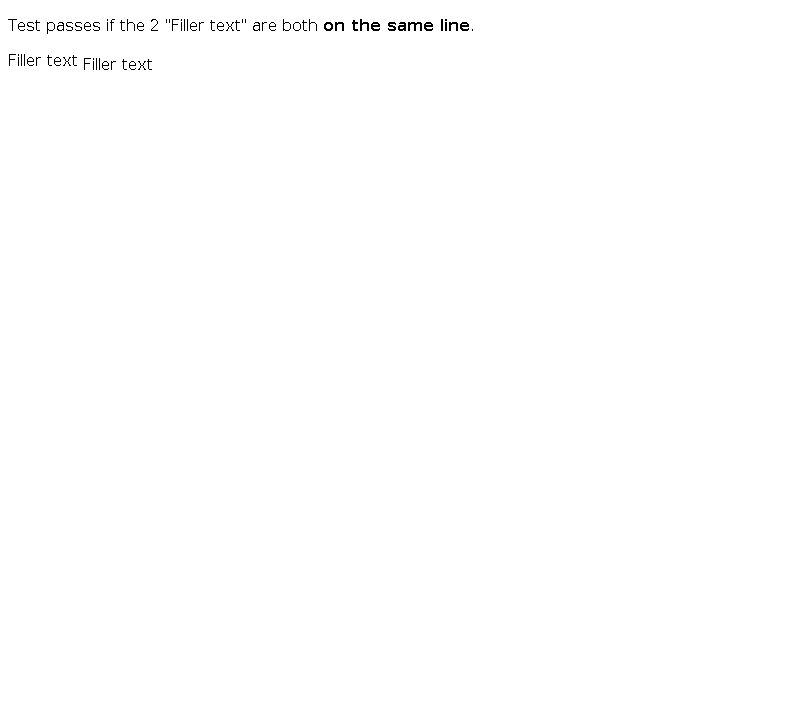 Test passes if the 2 "Filler text" are both on the same line.
Filler text Filler text